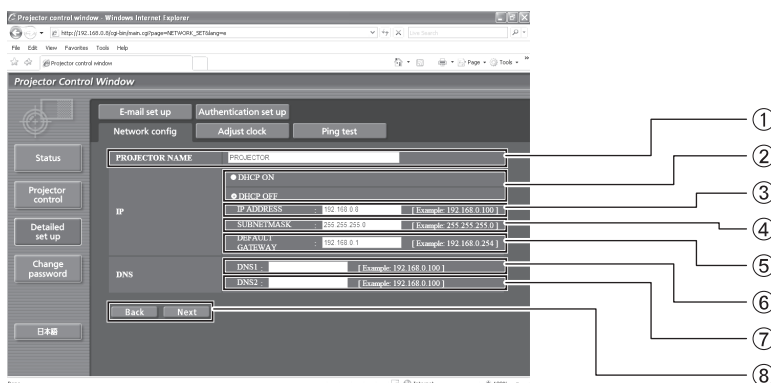 Projector control window - Windows Internet Explorer
http://192.168.0.8/cgi-bin/main.cgi?page=NETWORK_SET&lang=e
Live Search
File Edit View Favorites Tools Help
Projector control window
Page Tools
Projector Control Window
E-mail set up Authentication set up
Network config Adjust clock Ping test
Status
Projector control
Detailed set up
Change password
日本語
PROJECTOR NAME PROJECTOR
IP
DHCP ON
DHCP OFF
IP ADDRESS : 192.168.0.8 [ Example: 192.168.0.100 ]
SUBNETMASK : 255.255.255.0 [ Example: 255.255.255.0 ]
DEFAULT GATEWAY : 192.168.0.1 [ Example: 192.168.0.254 ]
DNS
DNS1 : [ Example: 192.168.0.100 ]
DNS2 : [ Example: 192.168.0.100 ]
Back Next
①
②
③
④
⑤
⑥
⑦
⑧